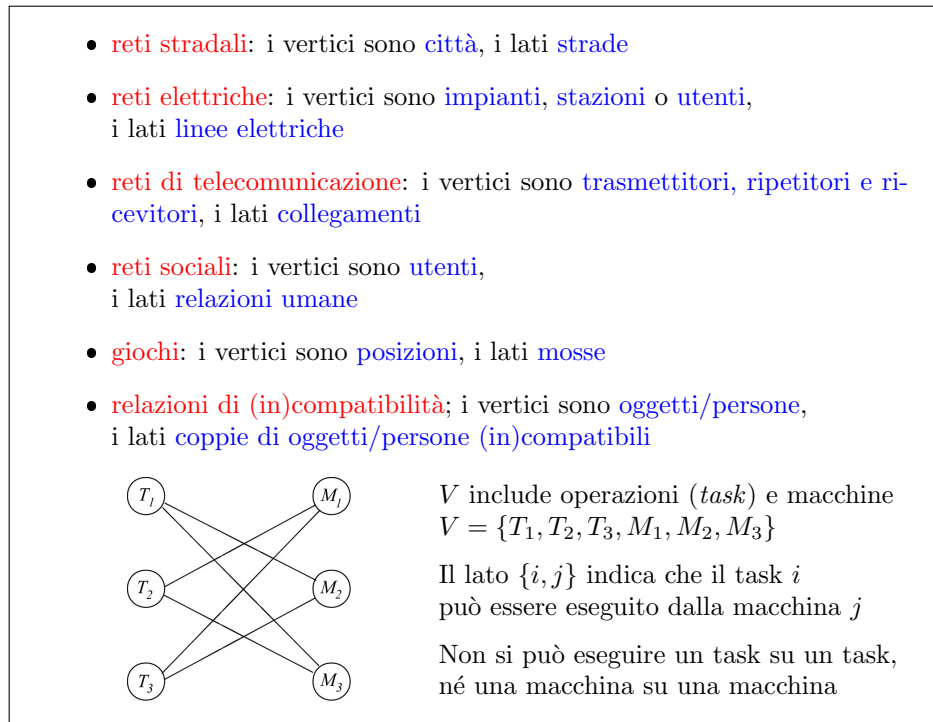 • reti stradali: i vertici sono città, i lati strade
• reti elettriche: i vertici sono impianti, stazioni o utenti,
i lati linee elettriche
• reti di telecomunicazione: i vertici sono trasmettitori, ripetitori e ri-
cevitori, i lati collegamenti
• reti sociali: i vertici sono utenti,
i lati relazioni umane
• giochi: i vertici sono posizioni, i lati mosse
• relazioni di (in)compatibilità; i vertici sono oggetti/persone,
i lati coppie di oggetti/persone (in)compatibili
T1 M1
T2 M2
T3 M3
V include operazioni (task) e macchine
V = {T1, T2, T3, M1, M2, M3}
Il lato {i, j} indica che il task i
può essere eseguito dalla macchina j
Non si può eseguire un task su un task,
né una macchina su una macchina